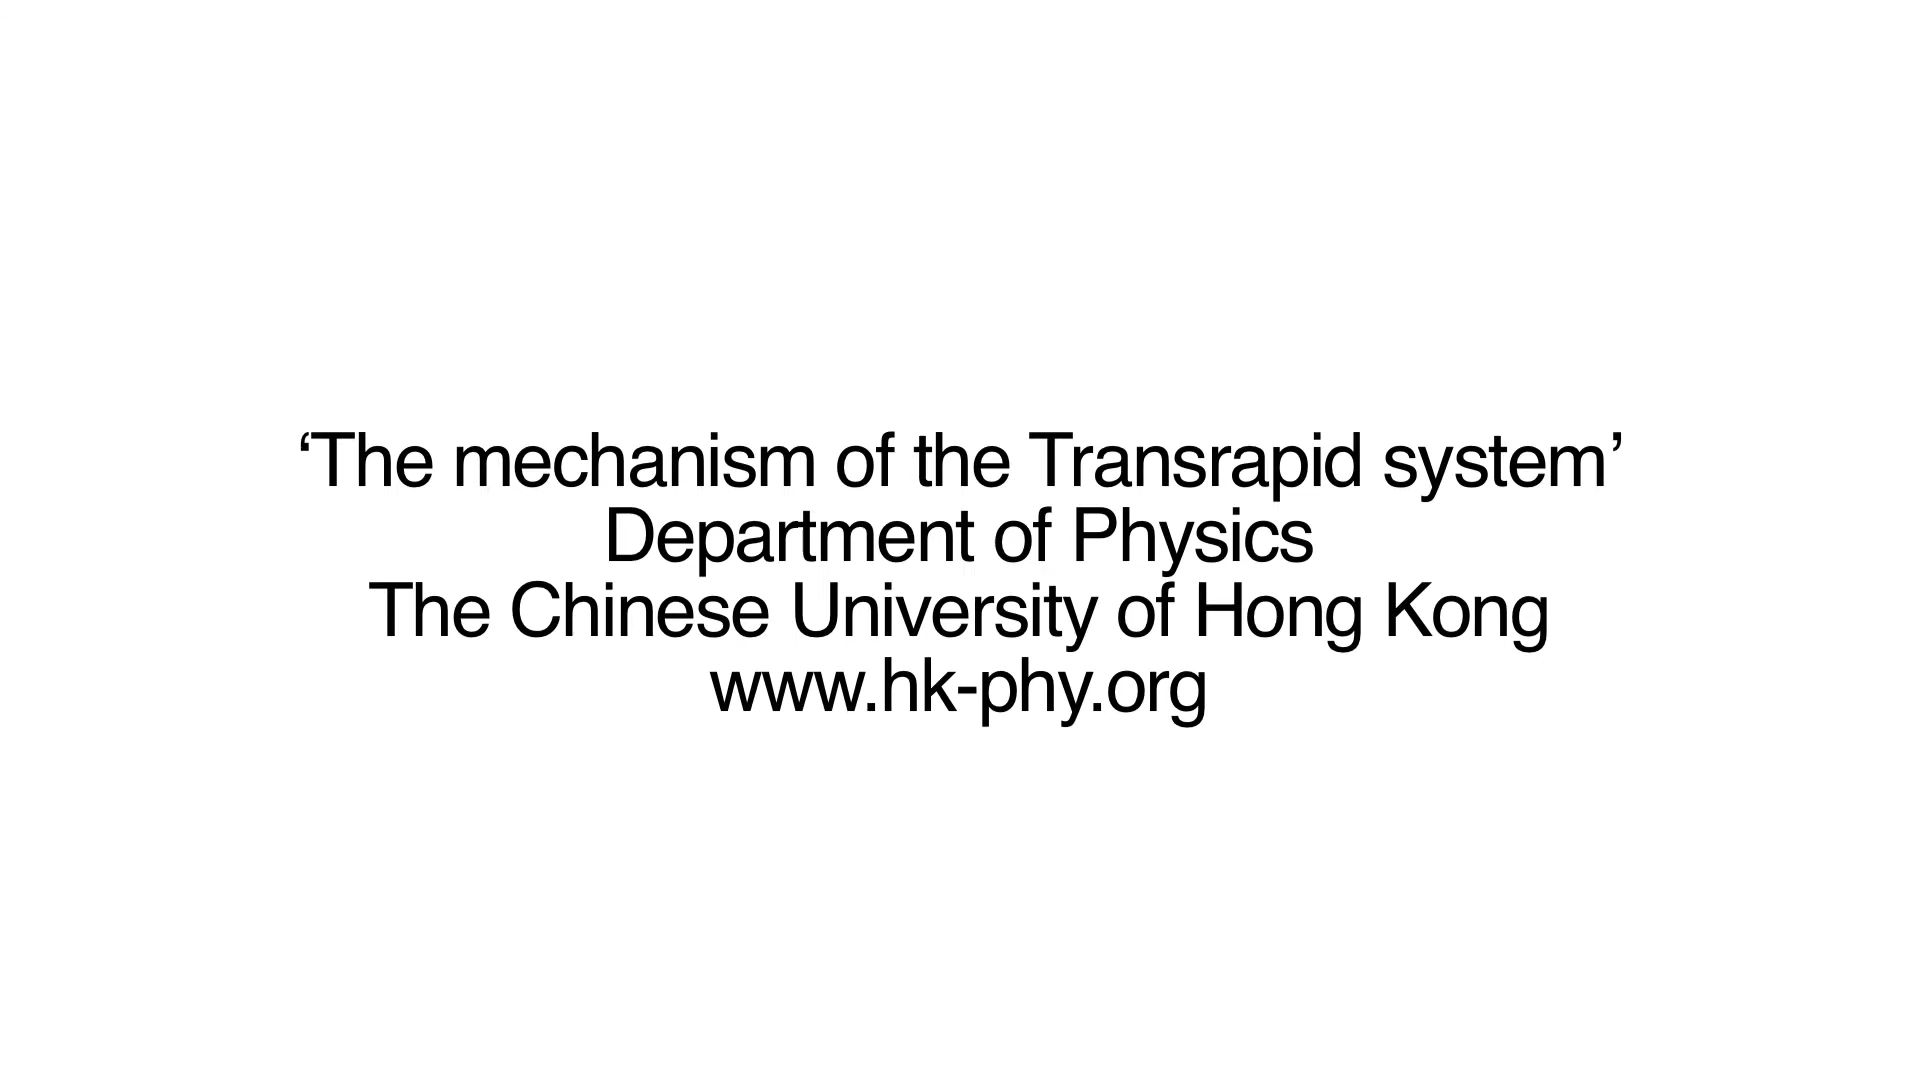 ‘The mechanism of the Transrapid system’
Department of Physics
The Chinese University of Hong Kong
www.hk-phy.org